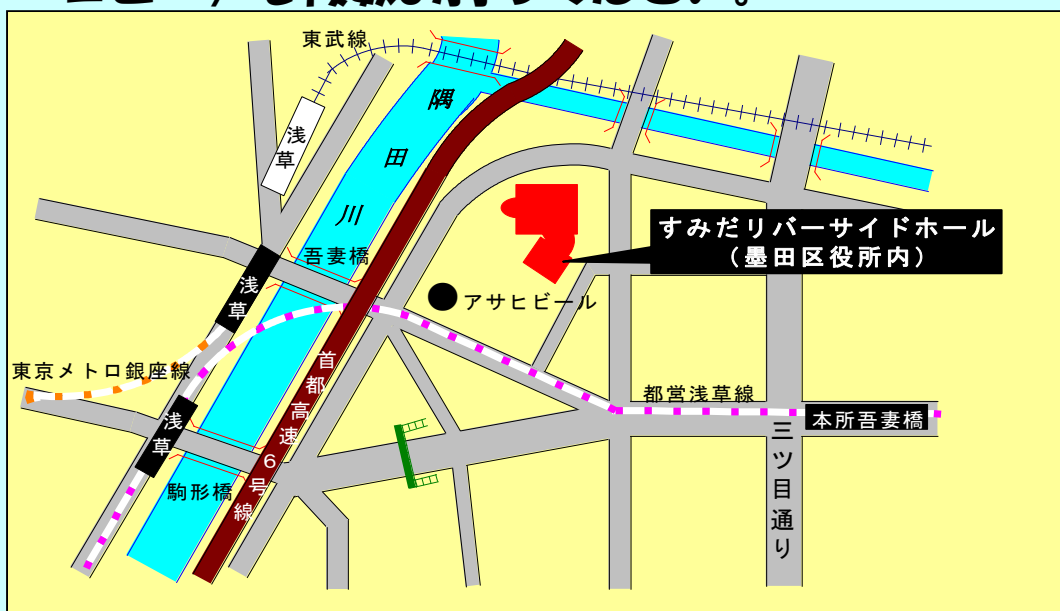 東武線
浅草
隅田川
吾妻橋
すみだリバーサイドホール
（墨田区役所内）
浅草
アサヒビール
東京メトロ銀座線
首都高速６号線
都営浅草線
浅草
本所吾妻橋
三ツ目通り
駒形橋